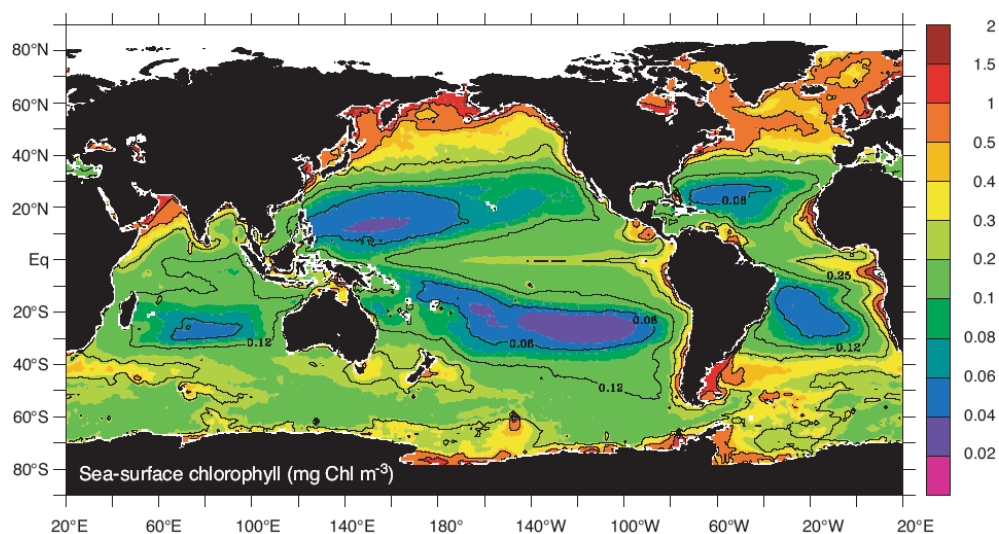 80°N
60°N
40°N
20°N
Eq
20°S
40°S
60°S
80°S
0.06
0.25
0.12
0.06
0.06
0.12
0.12
Sea-surface chlorophyll (mg Chl m⁻³)
20°E 60°E 100°E 140°E 180° 140°W 100°W 60°W 20°W 20°E
2
1.5
1
0.5
0.4
0.3
0.2
0.1
0.08
0.06
0.04
0.02